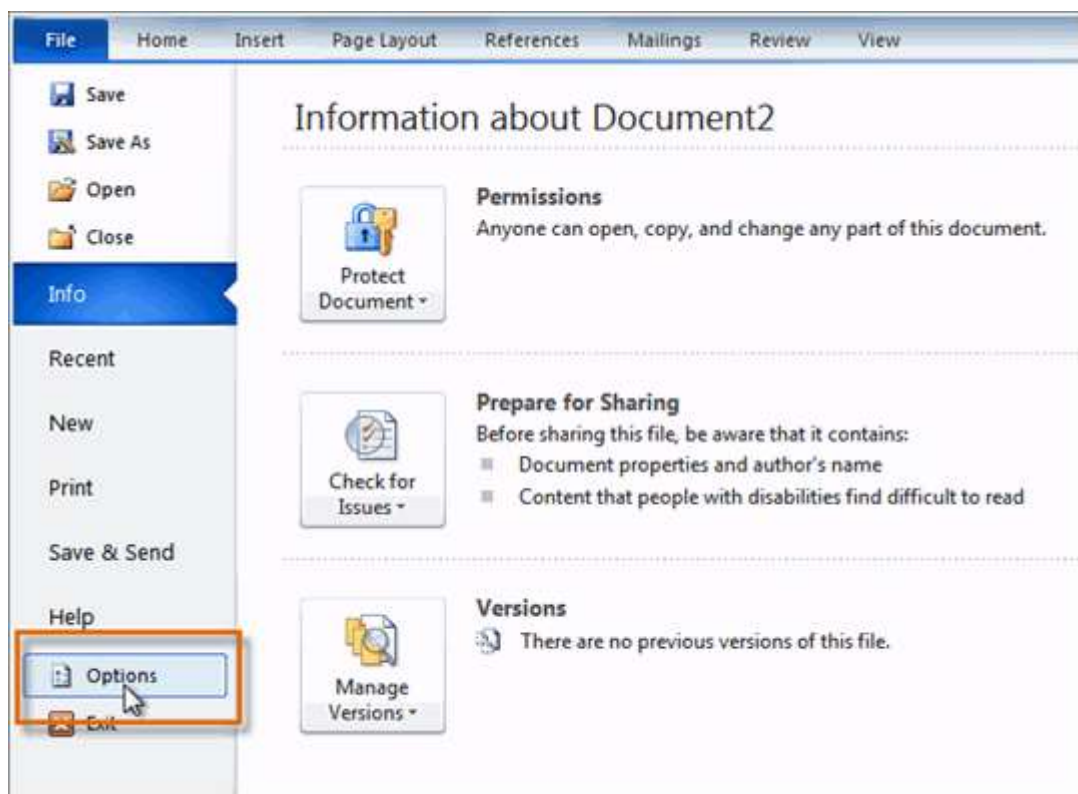 File Home Insert Page Layout References Mailings Review View
Save
Save As
Open
Close
Info
Recent
New
Print
Save & Send
Help
Options
Exit
Information about Document2
Protect
Document
Permissions
Anyone can open, copy, and change any part of this document.
Check for
Issues
Prepare for Sharing
Before sharing this file, be aware that it contains:
Document properties and author's name
Content that people with disabilities find difficult to read
Manage
Versions
Versions
There are no previous versions of this file.